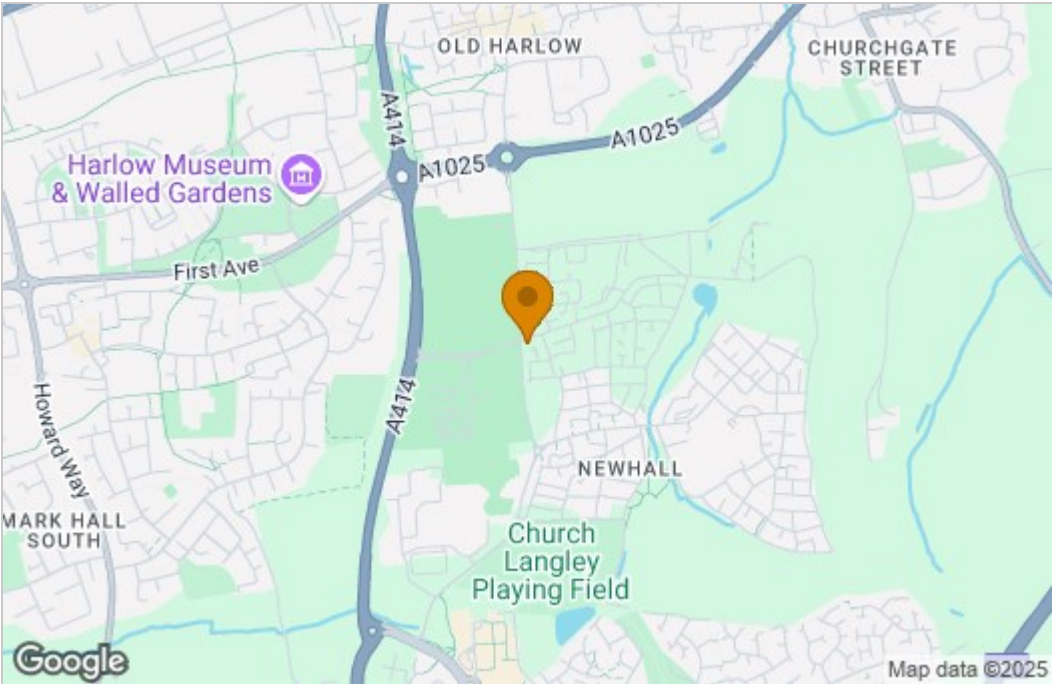 OLD HARLOW
CHURCHGATE
STREET
A414
A1025
A1025
Harlow Museum
& Walled Gardens
First Ave
A414
Howard Way
NEWHALL
MARK HALL
SOUTH
Church
Langley
Playing Field
Google
Map data ©2025